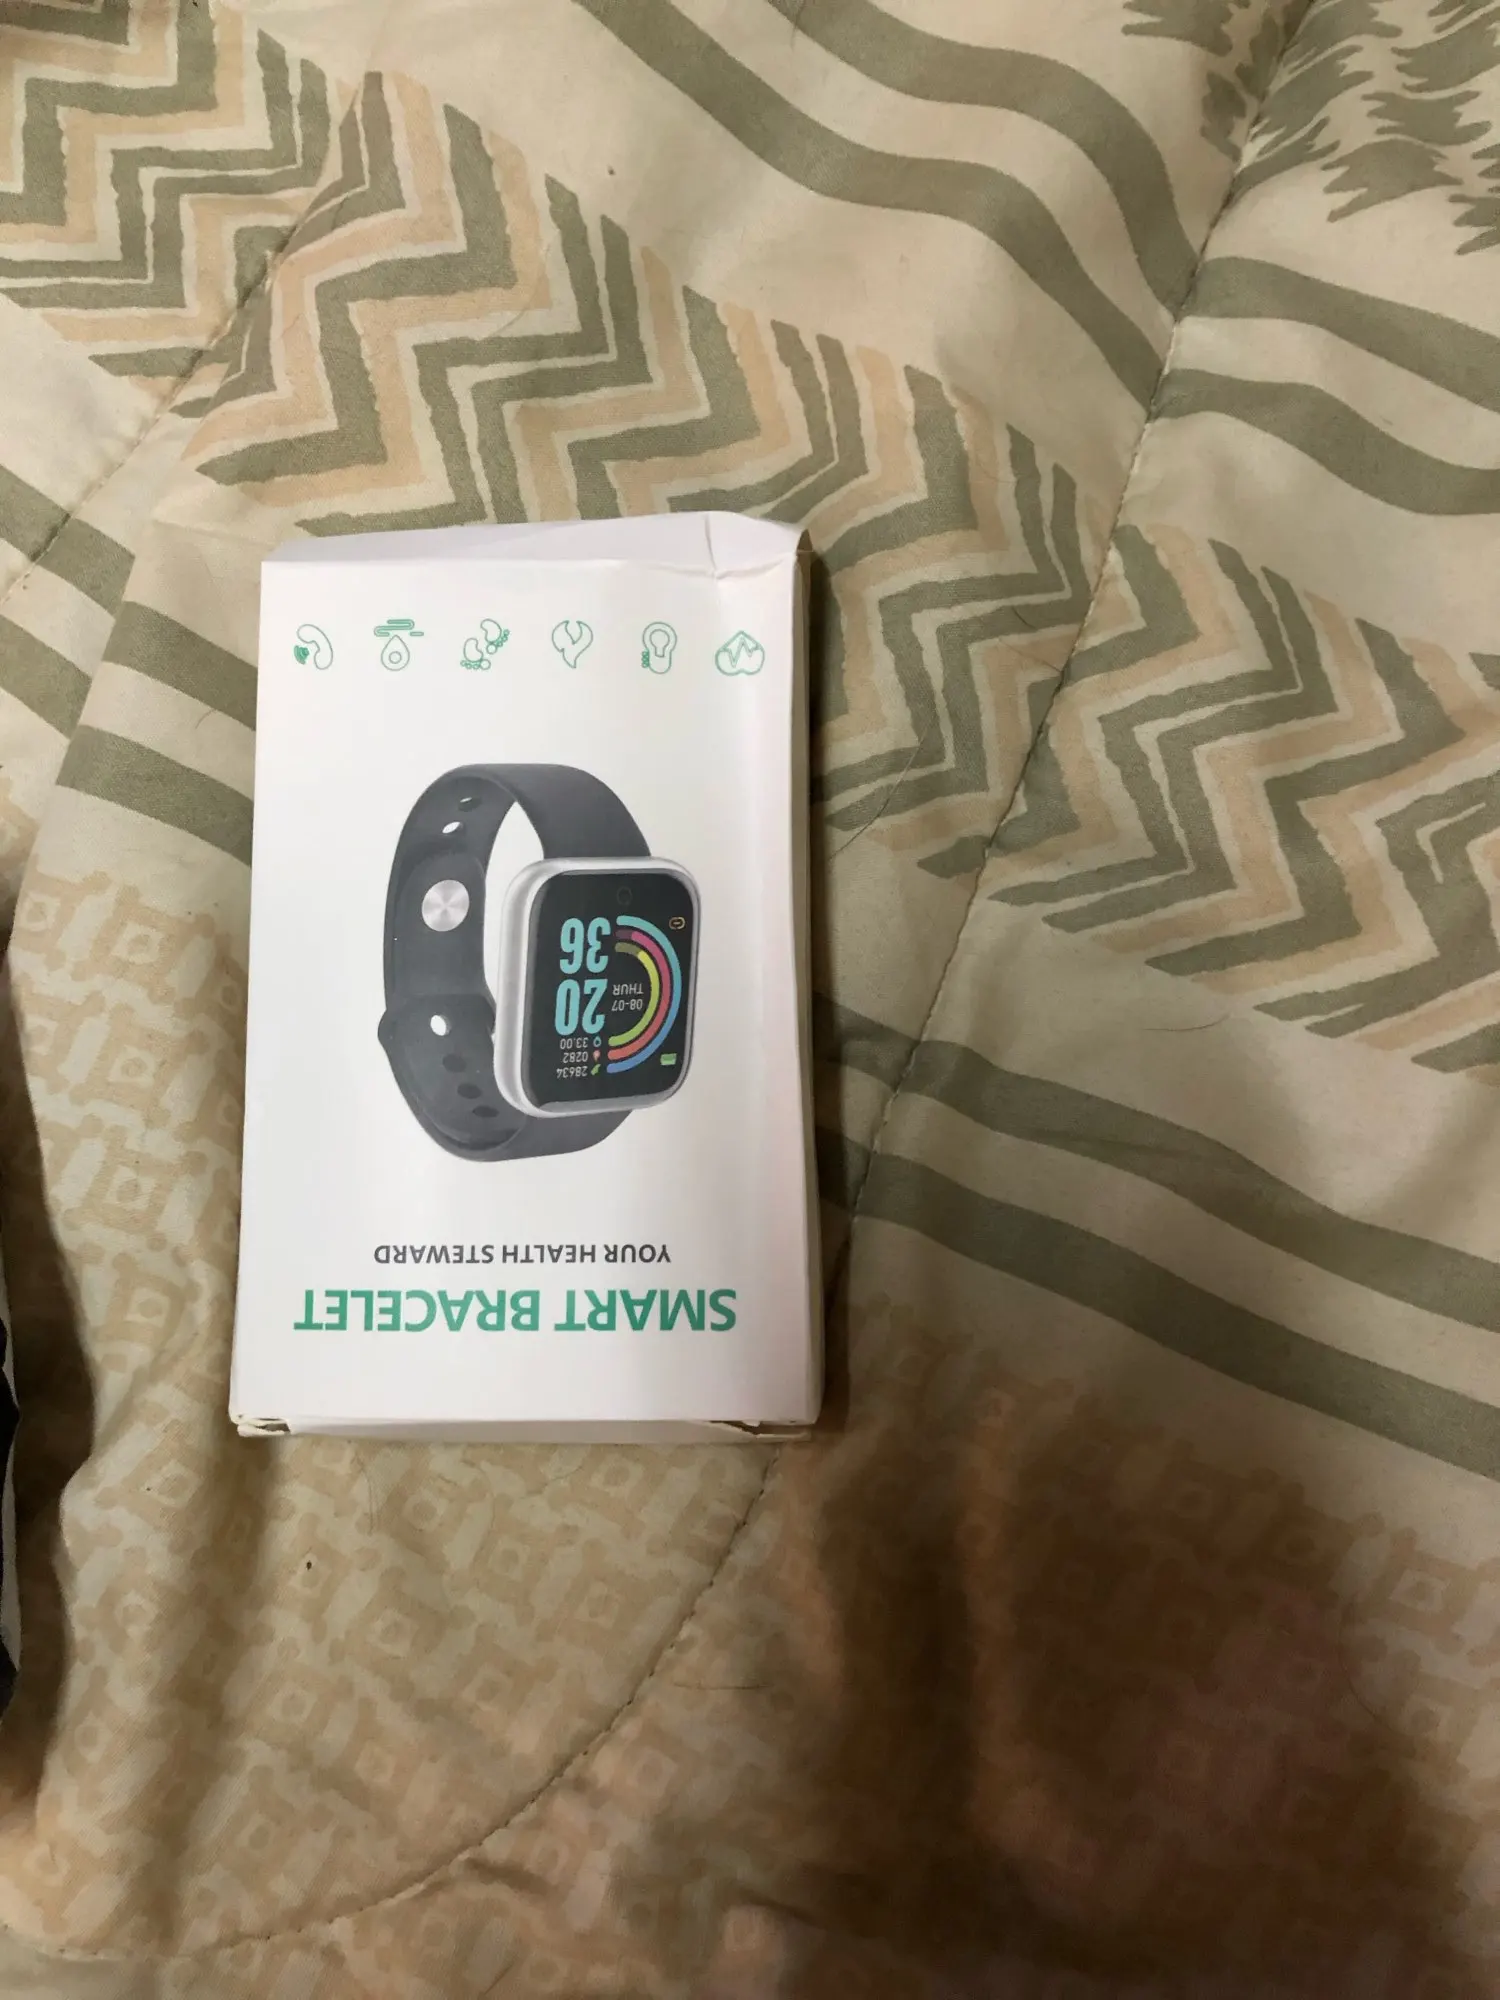 SMART BRACELET
YOUR HEALTH STEWARD
28634
0282
33.00
20
08-07
THUR
36